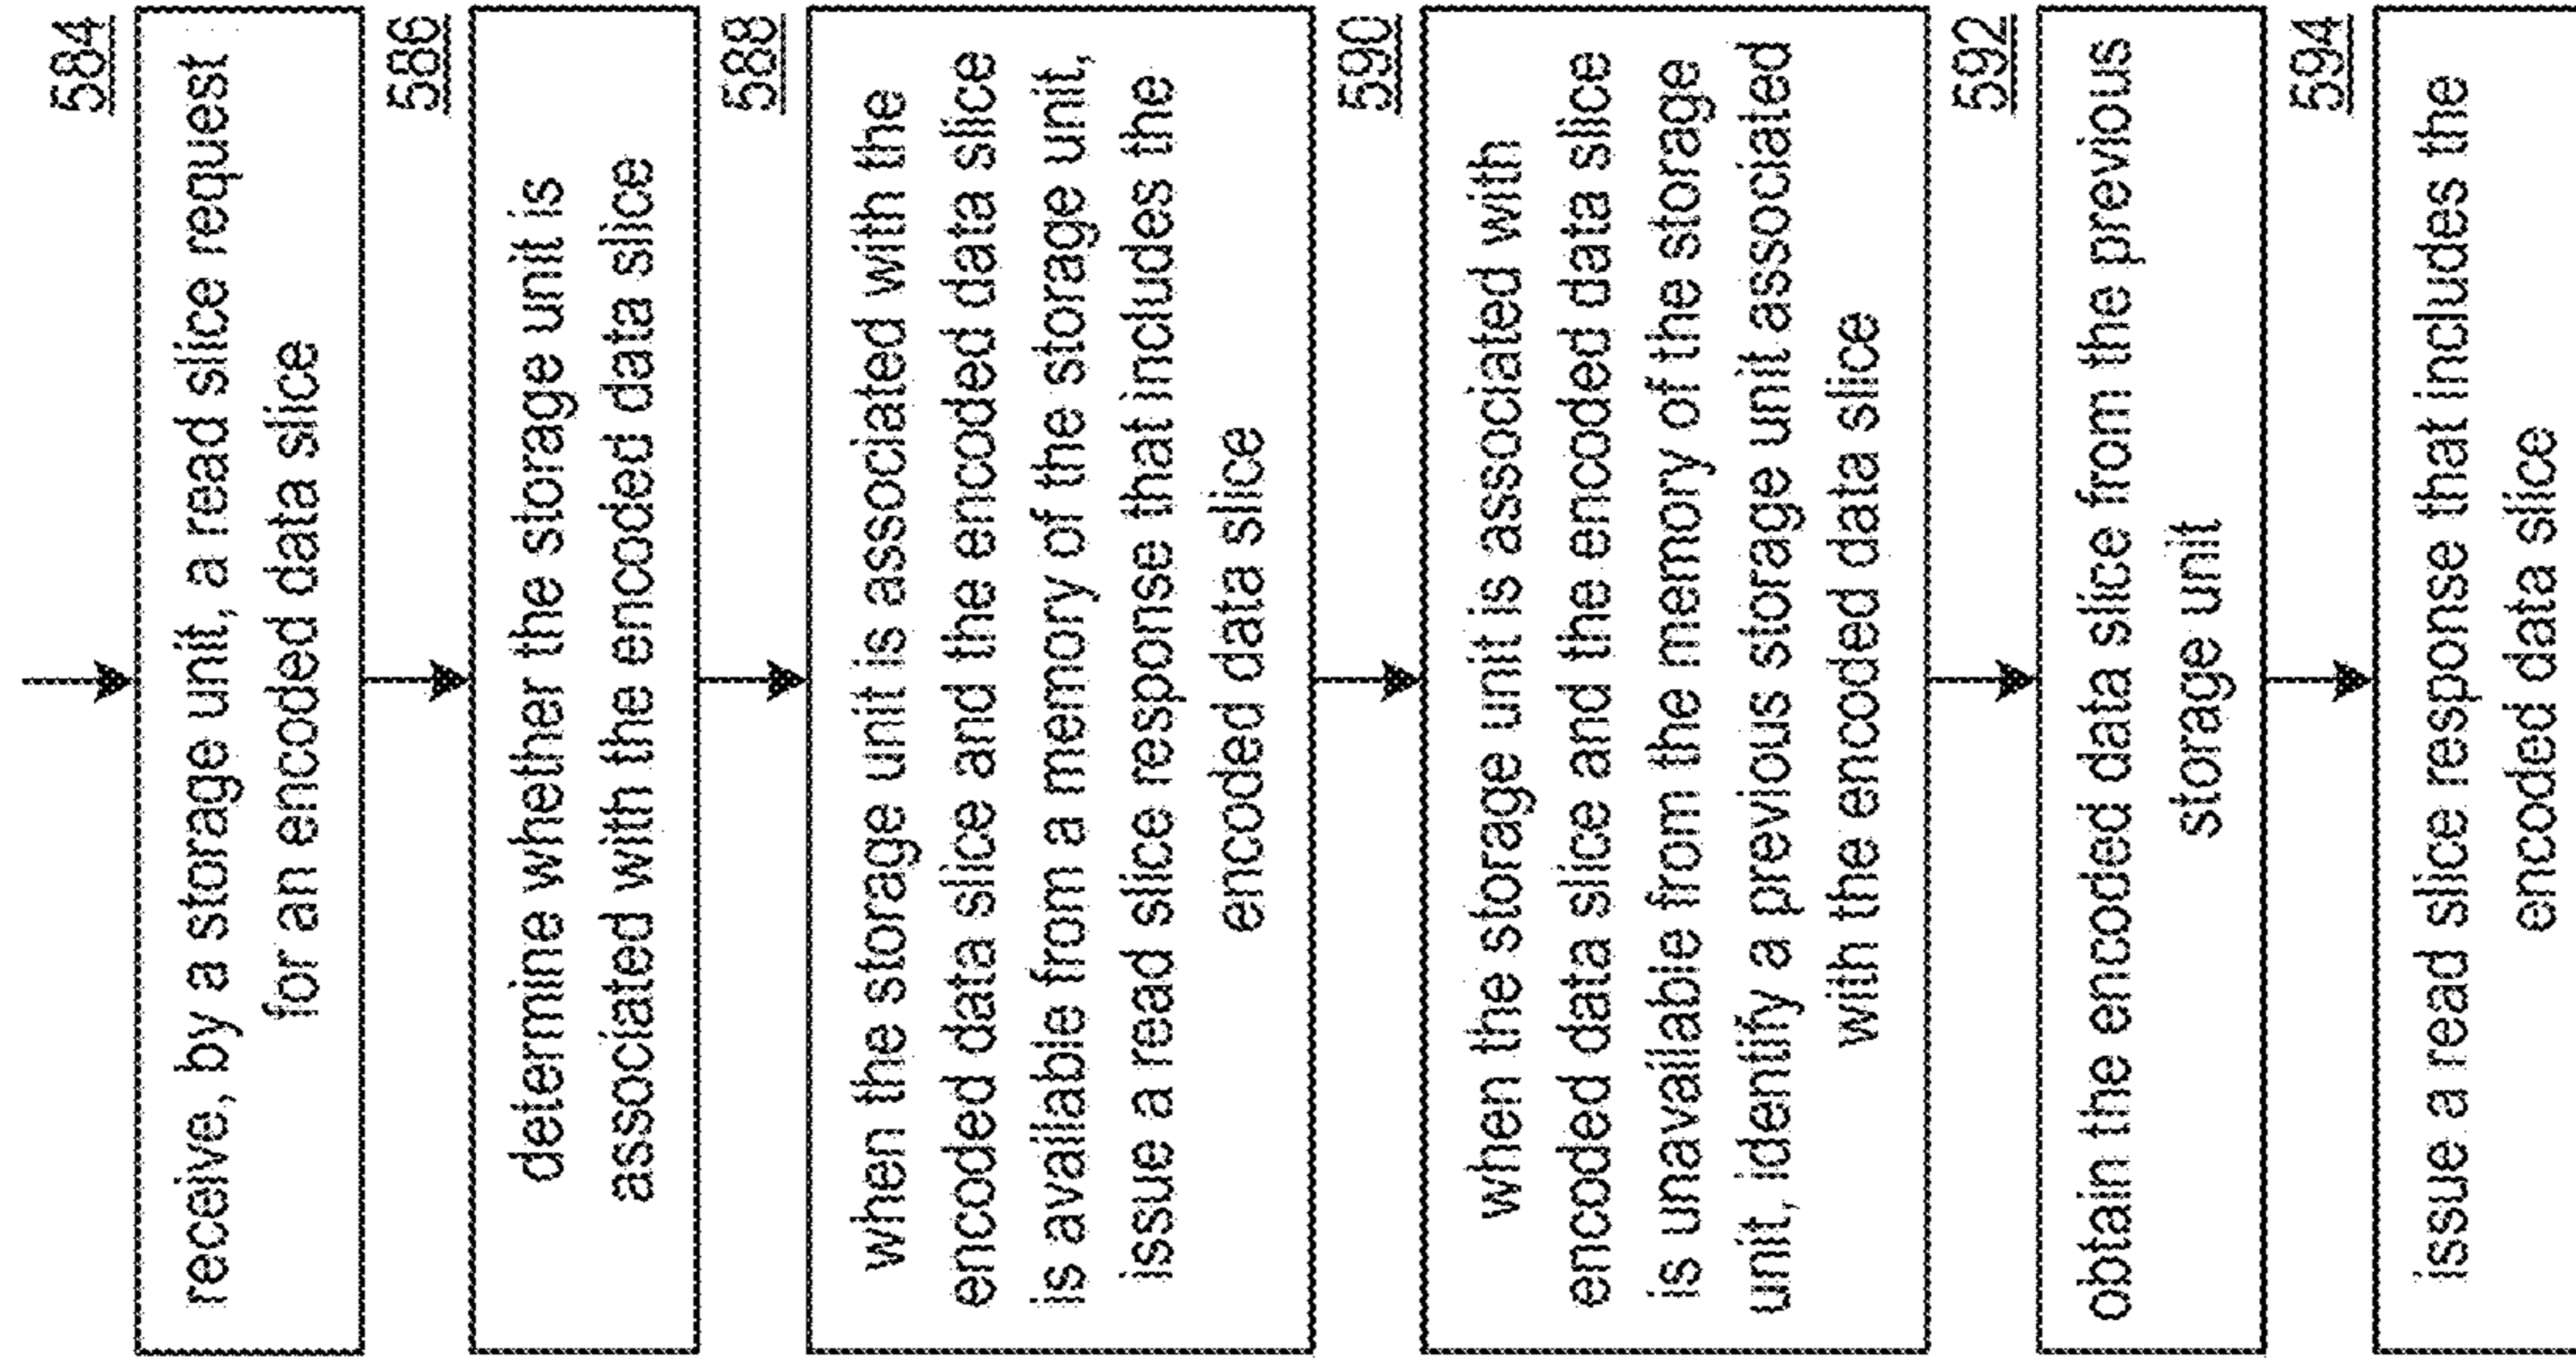 584
receive, by a storage unit, a read slice request
for an encoded data slice
586
determine whether the storage unit is
associated with the encoded data slice
588
when the storage unit is associated with the
encoded data slice and the encoded data slice
is available from a memory of the storage unit,
issue a read slice response that includes the
encoded data slice
590
when the storage unit is associated with
encoded data slice and the encoded data slice
is unavailable from the memory of the storage
unit, identify a previous storage unit associated
with the encoded data slice
592
obtain the encoded data slice from the previous
storage unit
594
issue a read slice response that includes the
encoded data slice